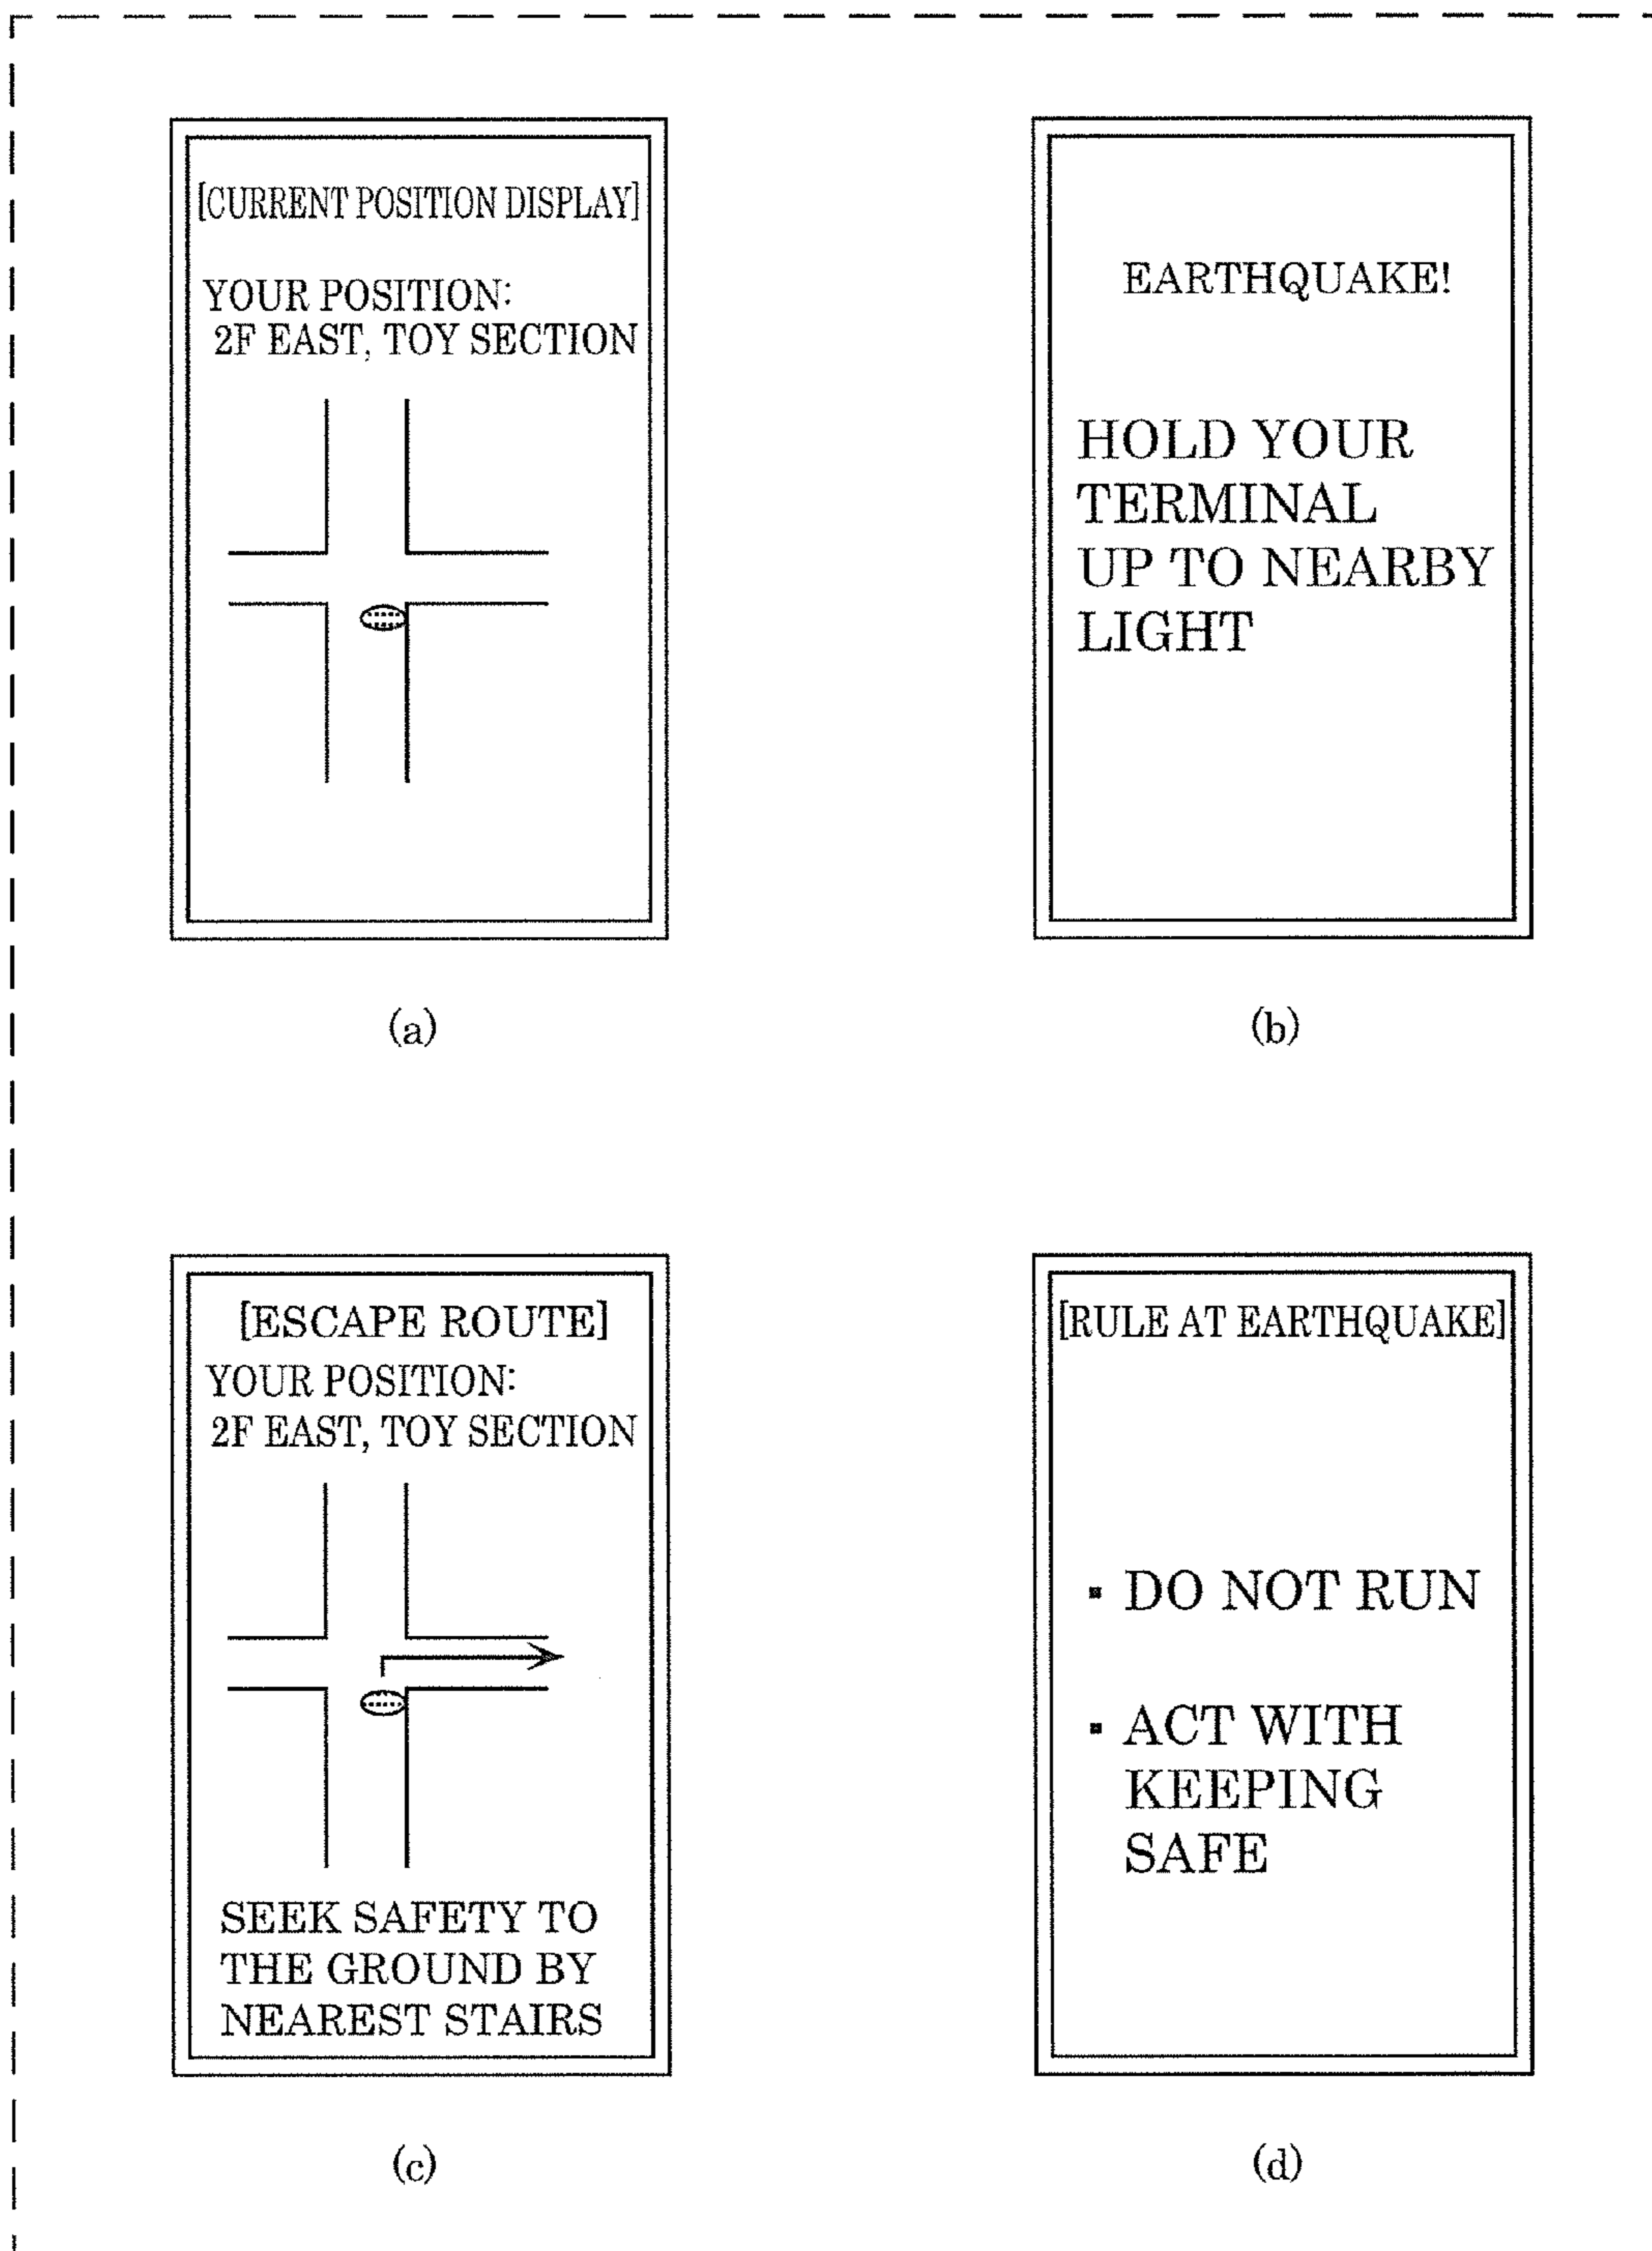 [CURRENT POSITION DISPLAY]
YOUR POSITION:
2F EAST, TOY SECTION
(a)
EARTHQUAKE!
HOLD YOUR
TERMINAL
UP TO NEARBY
LIGHT
(b)
[ESCAPE ROUTE]
YOUR POSITION:
2F EAST, TOY SECTION
SEEK SAFETY TO
THE GROUND BY
NEAREST STAIRS
(c)
[RULE AT EARTHQUAKE]
▪ DO NOT RUN
▪ ACT WITH
KEEPING
SAFE
(d)